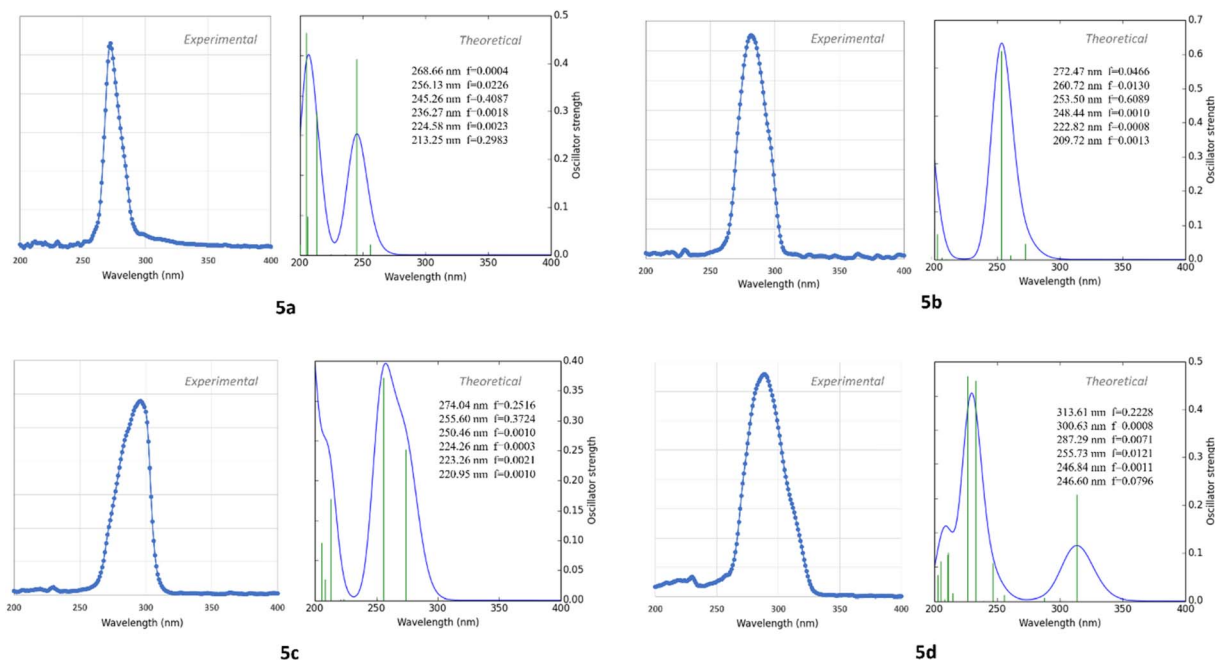 Experimental
200 250 300 350 400
Wavelength (nm)
Theoretical
268.66 nm f=0.0004
256.13 nm f=0.0226
245.26 nm f=0.4087
236.27 nm f=0.0018
224.58 nm f=0.0023
213.25 nm f=0.2983
0.5
0.4
0.3
0.2
0.1
0.0
Oscillator strength
200 250 300 350 400
Wavelength (nm)
5a
Experimental
200 250 300 350 400
Wavelength (nm)
Theoretical
272.47 nm f=0.0466
260.72 nm f=0.0130
253.50 nm f=0.6089
248.44 nm f=0.0010
222.82 nm f=0.0008
209.72 nm f=0.0013
0.7
0.6
0.5
0.4
0.3
0.2
0.1
0.0
Oscillator strength
200 250 300 350 400
Wavelength (nm)
5b
Experimental
200 250 300 350 400
Wavelength (nm)
Theoretical
274.04 nm f=0.2516
255.60 nm f=0.3724
250.46 nm f=0.0010
224.26 nm f=0.0003
223.26 nm f=0.0021
220.95 nm f=0.0010
0.40
0.35
0.30
0.25
0.20
0.15
0.10
0.05
0.00
Oscillator strength
200 250 300 350 400
Wavelength (nm)
5c
Experimental
200 250 300 350 400
Wavelength (nm)
Theoretical
313.61 nm f=0.2228
300.63 nm f=0.0008
287.29 nm f=0.0071
255.73 nm f=0.0121
246.84 nm f=0.0011
246.60 nm f=0.0796
0.5
0.4
0.3
0.2
0.1
0.0
Oscillator strength
200 250 300 350 400
Wavelength (nm)
5d